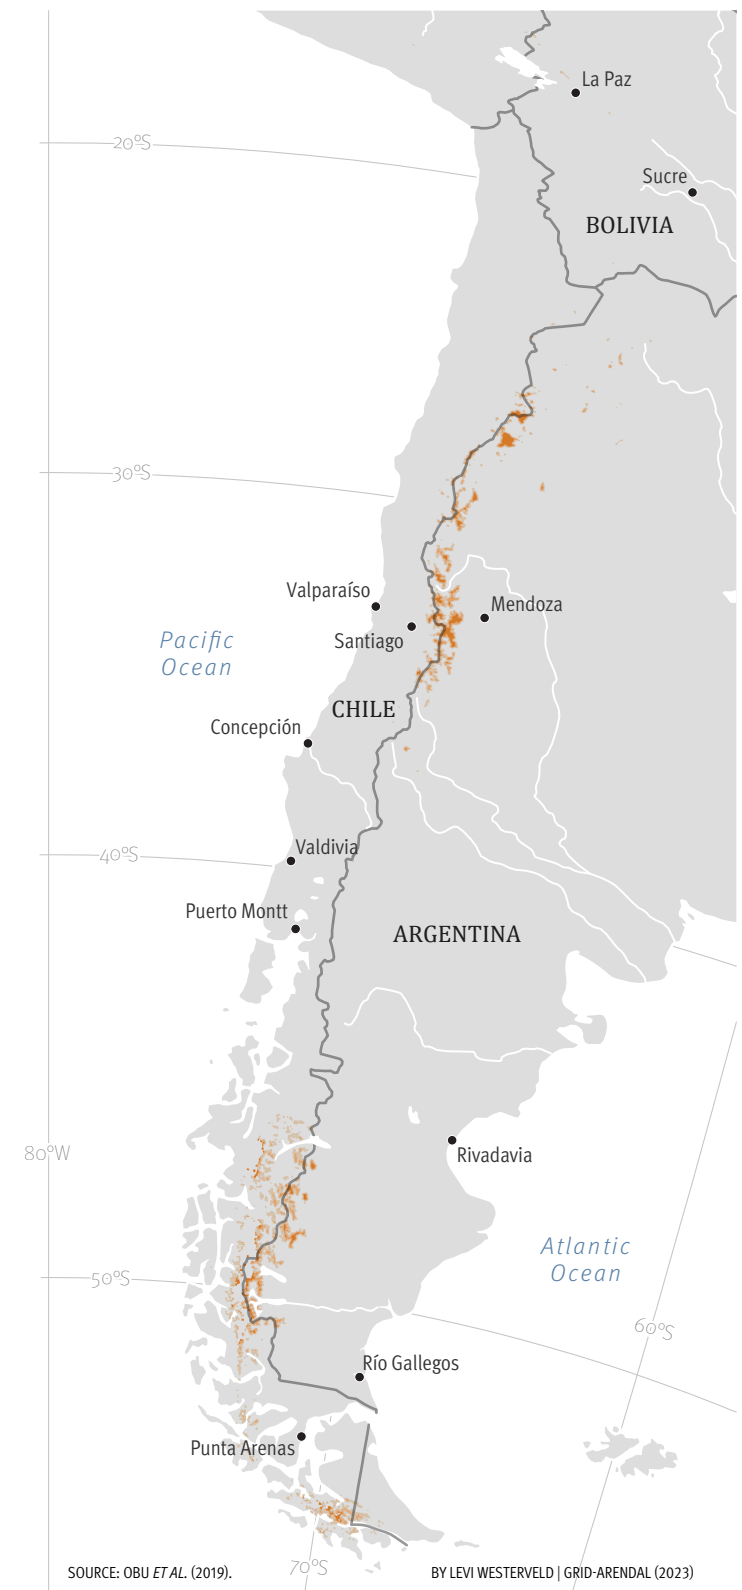 La Paz
20°S
Sucre
BOLIVIA
30°S
Valparaíso
Mendoza
Santiago
Pacific
Ocean
CHILE
Concepción
40°S
Valdivia
Puerto Montt
ARGENTINA
80°W
Rivadavia
Atlantic
Ocean
50°S
60°S
Río Gallegos
Punta Arenas
70°S
SOURCE: OBU ET AL. (2019).
BY LEVI WESTERVELD | GRID-ARENDAL (2023)